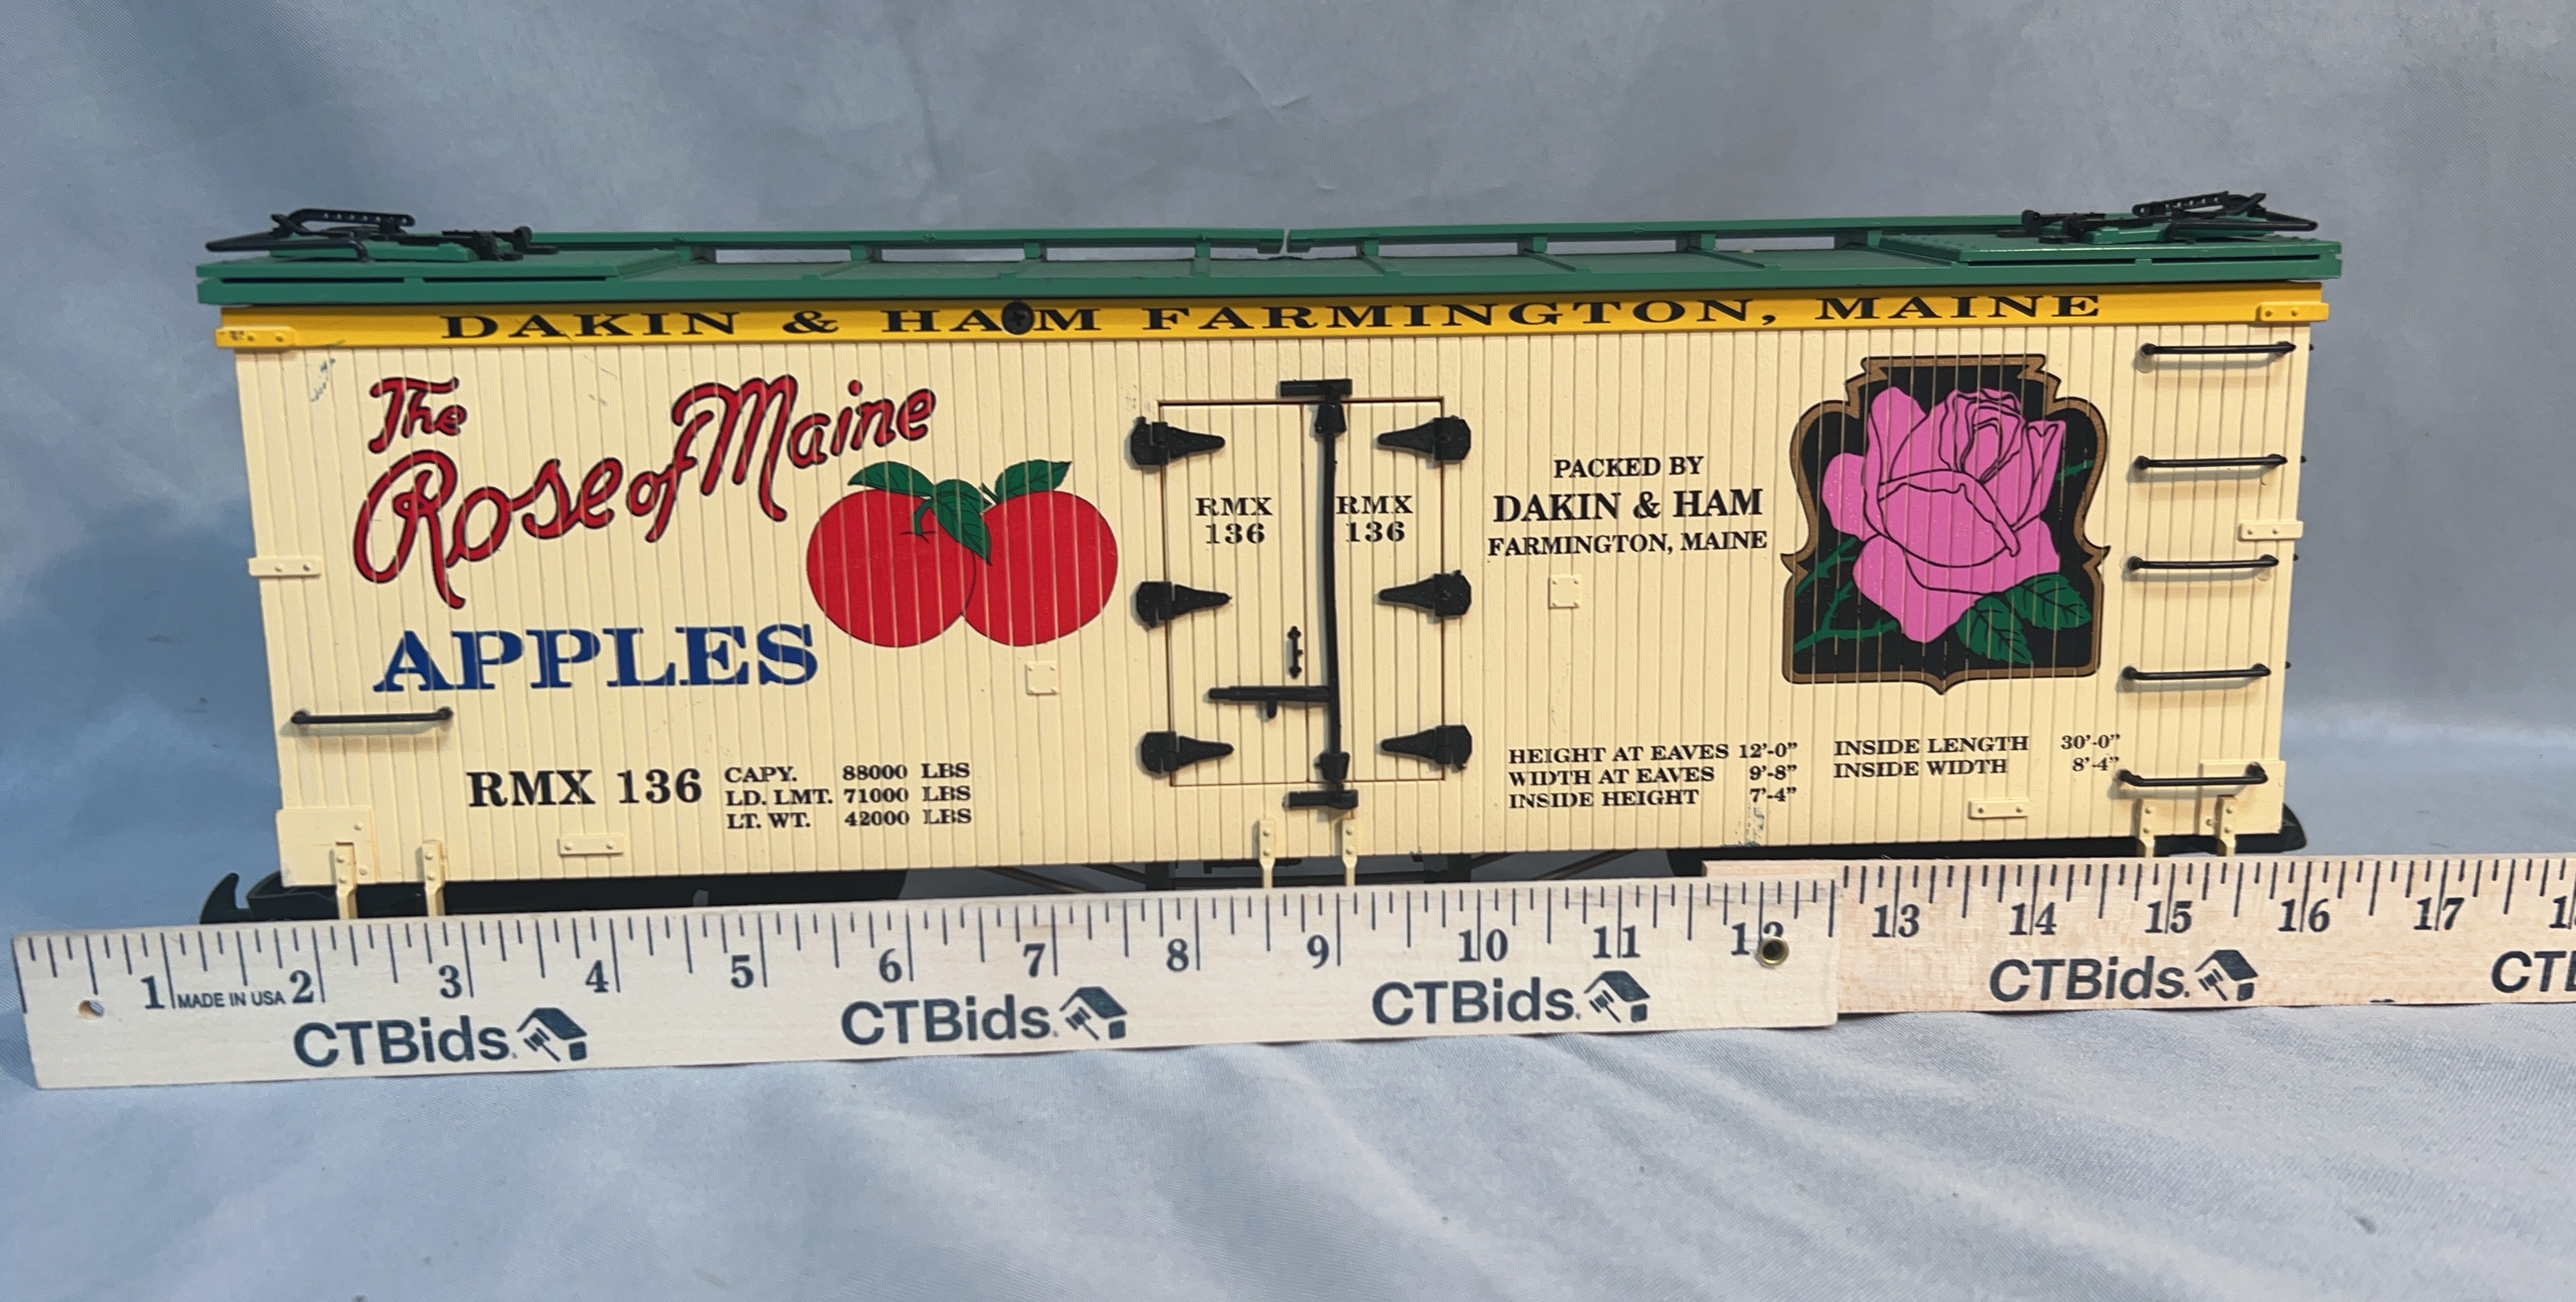 DAKIN & HAM FARMINGTON, MAINE
The
Rose of Maine
APPLES
RMX 136
CAPY. 88000 LBS
LD. LMT. 71000 LBS
LT. WT. 42000 LBS
RMX
136
RMX
136
PACKED BY
DAKIN & HAM
FARMINGTON, MAINE
HEIGHT AT EAVES 12'-0"
WIDTH AT EAVES 9'-8"
INSIDE HEIGHT 7'-4"
INSIDE LENGTH 30'-0"
INSIDE WIDTH 8'-4"
1 2 3 4 5 6 7 8 9 10 11 12 13 14 15 16 17
MADE IN USA
CTBids. CTBids. CTBids. CTBids.